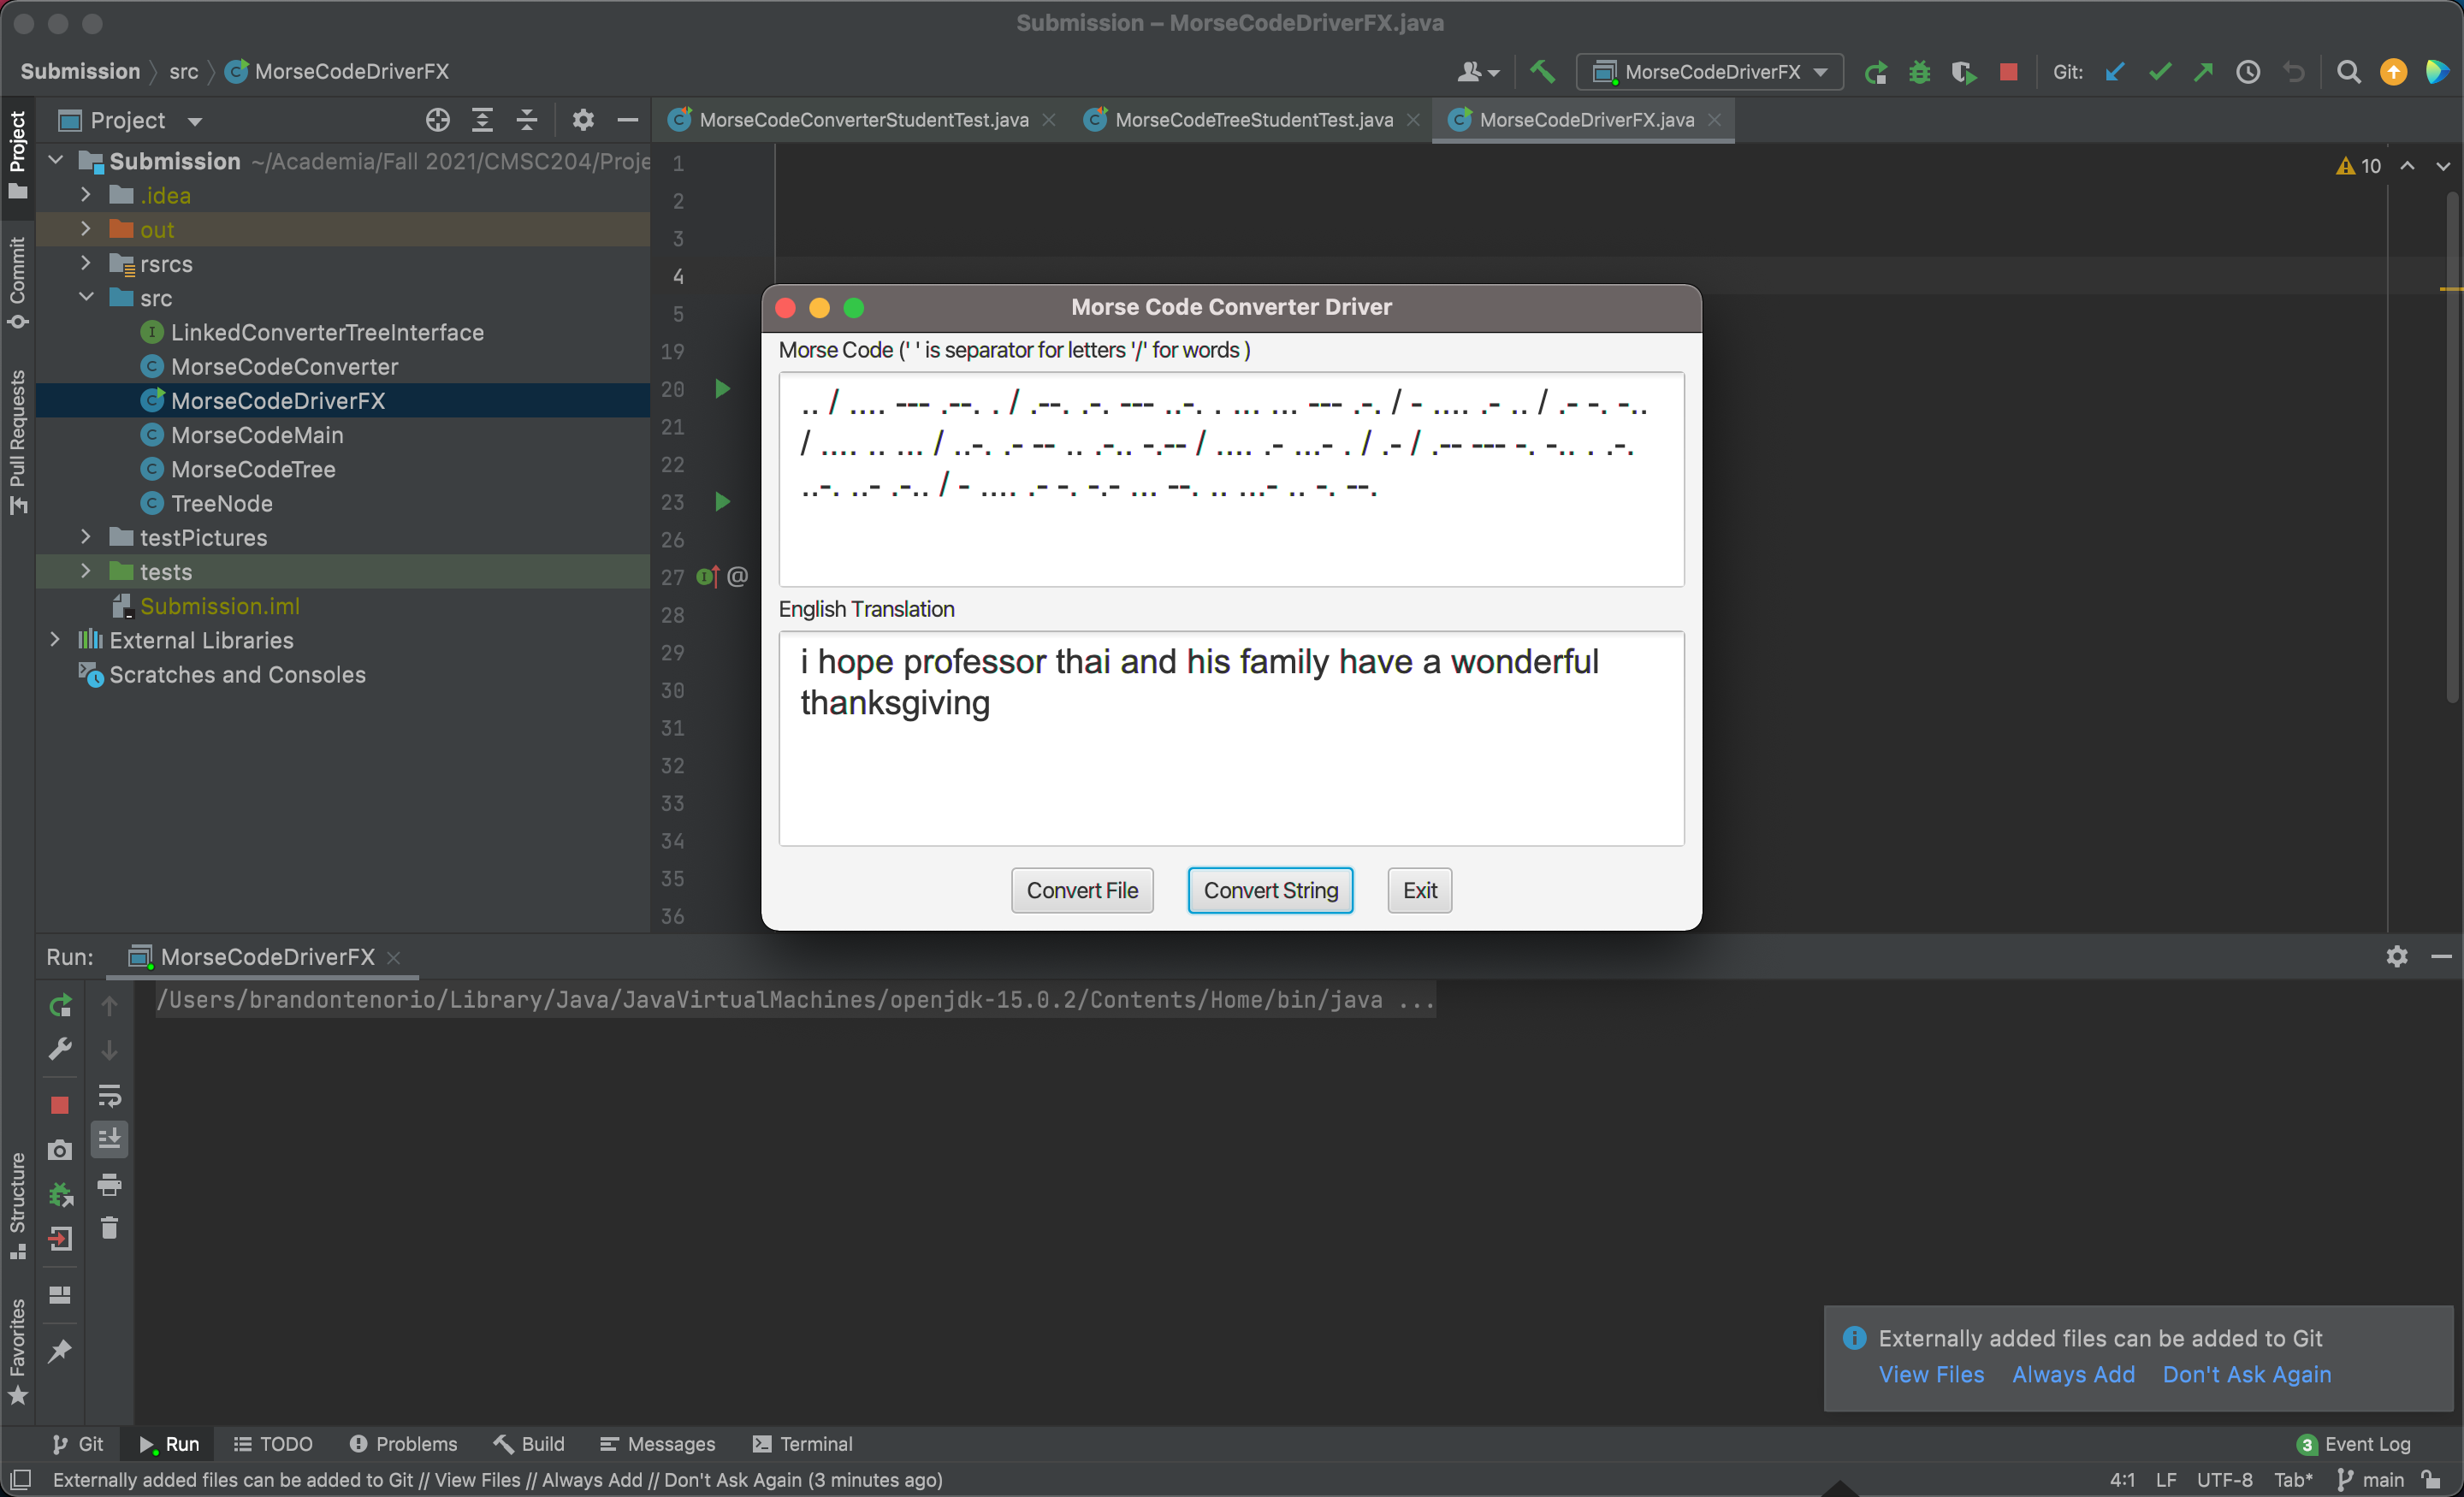 Submission – MorseCodeDriverFX.java
Submission src MorseCodeDriverFX
MorseCodeDriverFX
Git:
Project
MorseCodeConverterStudentTest.java
MorseCodeTreeStudentTest.java
MorseCodeDriverFX.java
Project
Commit
Pull Requests
Submission ~/Academia/Fall 2021/CMSC204/Proje
.idea
out
rsrcs
src
LinkedConverterTreeInterface
MorseCodeConverter
MorseCodeDriverFX
MorseCodeMain
MorseCodeTree
TreeNode
testPictures
tests
Submission.iml
External Libraries
Scratches and Consoles
1
2
3
4
5
19
20
21
22
23
26
27 @
28
29
30
31
32
33
34
35
36
10
Morse Code Converter Driver
Morse Code (' ' is separator for letters '/' for words )
.. / .... --- .--. . / .--. .-. --- ..-. . ... ... --- .-. / - .... .- .. / .- -. -..
/ .... .. ... / ..-. .- -- .. .-.. -.-- / .... .- ...- . / .- / .-- --- -. -.. . .-.
..-. ..- .-.. / - .... .- -. -.- ... --. .. ...- .. -. --.
English Translation
i hope professor thai and his family have a wonderful
thanksgiving
Convert File
Convert String
Exit
Run: MorseCodeDriverFX
/Users/brandontenorio/Library/Java/JavaVirtualMachines/openjdk-15.0.2/Contents/Home/bin/java ...
Structure
Favorites
Externally added files can be added to Git
View Files Always Add Don't Ask Again
Git Run TODO Problems Build Messages Terminal
3 Event Log
Externally added files can be added to Git // View Files // Always Add // Don't Ask Again (3 minutes ago)
4:1 LF UTF-8 Tab* main